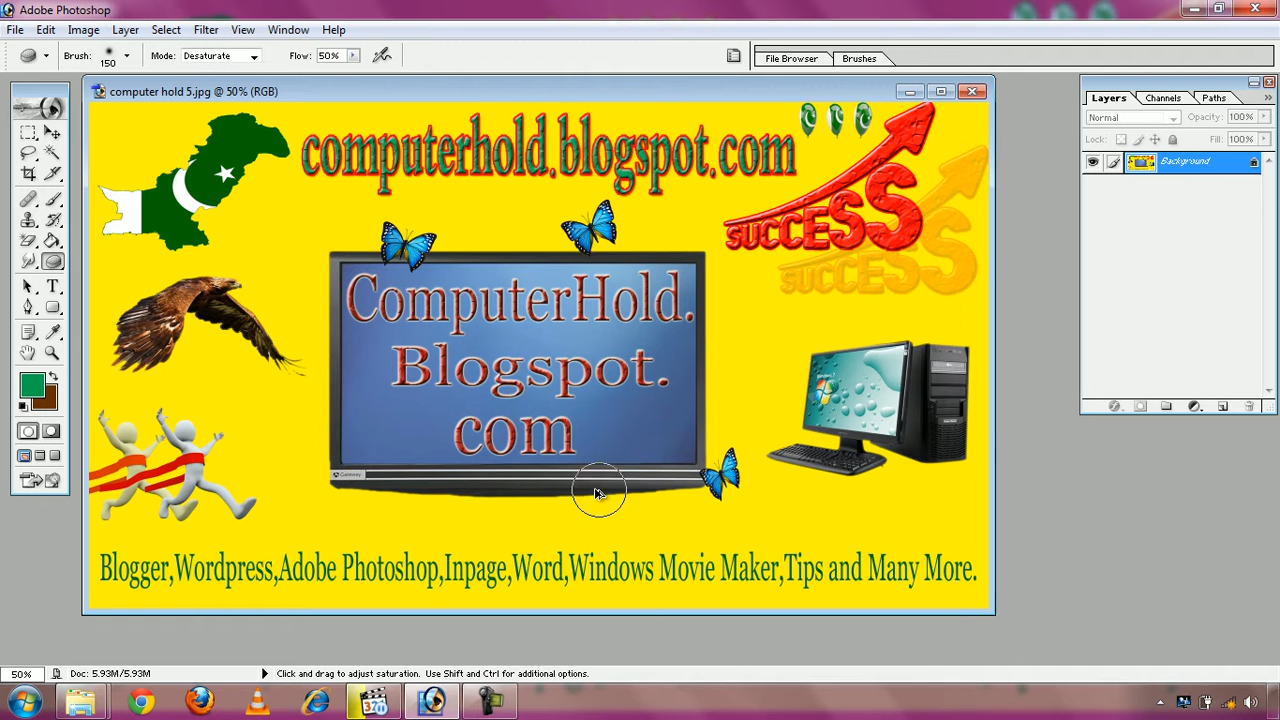 Adobe Photoshop
File Edit Image Layer Select Filter View Window Help
Brush: 150 Mode: Desaturate Flow: 50% File Browser Brushes
computer hold 5.jpg @ 50% (RGB)
Layers Channels Paths
Normal Opacity: 100%
Lock: Fill: 100%
Background
computerhold.blogspot.com
SUCCESS
SUCCESS
ComputerHold.
Blogspot.
com
Gateway
Blogger,Wordpress,Adobe Photoshop,Inpage,Word,Windows Movie Maker,Tips and Many More.
50% Doc: 5.93M/5.93M Click and drag to adjust saturation. Use Shift and Ctrl for additional options.